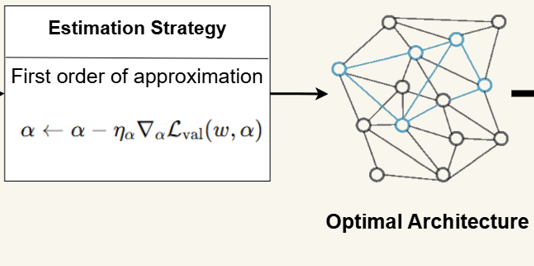 Estimation Strategy
First order of approximation
α ← α − η_α ∇_α ℒ_val(w, α)
Optimal Architecture